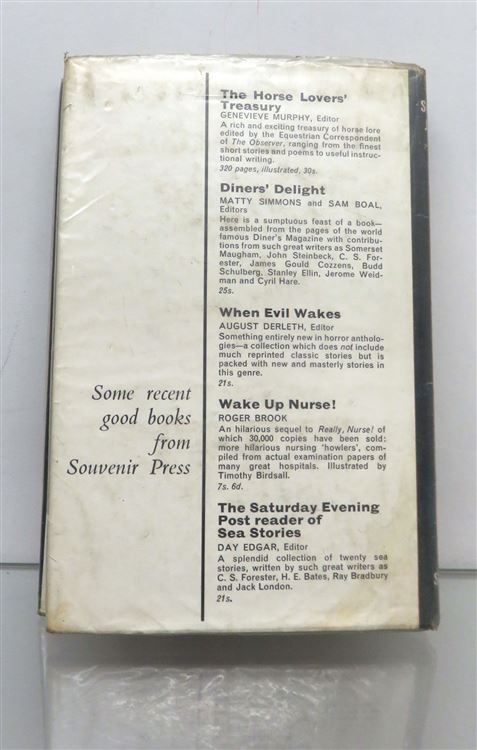 The Horse Lovers'
Treasury
GENEVIEVE MURPHY, Editor
A rich and exciting treasury of horse lore
edited by the Equestrian Correspondent
of The Observer, ranging from the finest
short stories and poems to useful instruc-
tional writing.
320 pages, illustrated, 30s.
Diners' Delight
MATTY SIMMONS and SAM BOAL,
Editors
Here is a sumptuous feast of a book—
assembled from the pages of the world
famous Diner's Magazine with contribu-
tions from such great writers as Somerset
Maugham, John Steinbeck, C. S. For-
ester, James Gould Cozzens, Budd
Schulberg, Stanley Ellin, Jerome Weid-
man and Cyril Hare.
25s.
When Evil Wakes
AUGUST DERLETH, Editor
Something entirely new in horror antholo-
gies—a collection which does not include
much reprinted classic stories but is
packed with new and masterly stories in
this genre.
21s.
Wake Up Nurse!
ROGER BROOK
An hilarious sequel to Really, Nurse! of
which 30,000 copies have been sold:
more hilarious nursing 'howlers', com-
piled from actual examination papers of
many great hospitals. Illustrated by
Timothy Birdsall.
7s. 6d.
The Saturday Evening
Post reader of
Sea Stories
DAY EDGAR, Editor
A splendid collection of twenty sea
stories, written by such great writers as
C. S. Forester, H. E. Bates, Ray Bradbury
and Jack London.
21s.
Some recent
good books
from
Souvenir Press